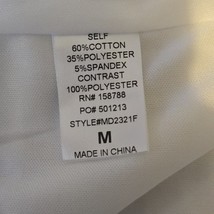 SELF
60%COTTON
35%POLYESTER
5%SPANDEX
CONTRAST
100%POLYESTER
RN# 158788
PO# 501213
STYLE#MD2321F
M
MADE IN CHINA